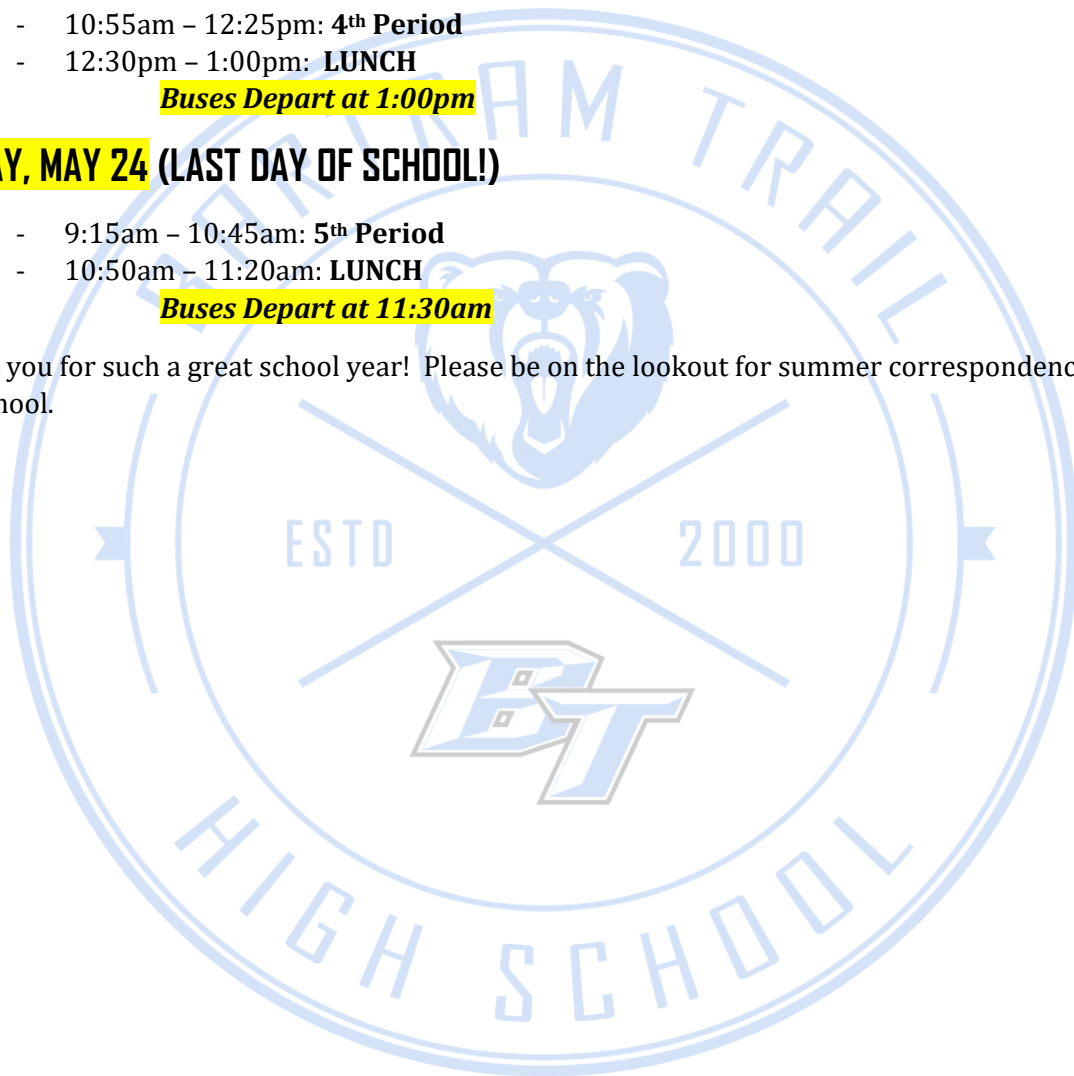 - 10:55am – 12:25pm: 4th Period
- 12:30pm – 1:00pm: LUNCH
Buses Depart at 1:00pm
AY, MAY 24 (LAST DAY OF SCHOOL!)
- 9:15am – 10:45am: 5th Period
- 10:50am – 11:20am: LUNCH
Buses Depart at 11:30am
you for such a great school year! Please be on the lookout for summer correspondenc
hool.
BARTRAM TRAIL
ESTD 2000
BT
HIGH SCHOOL